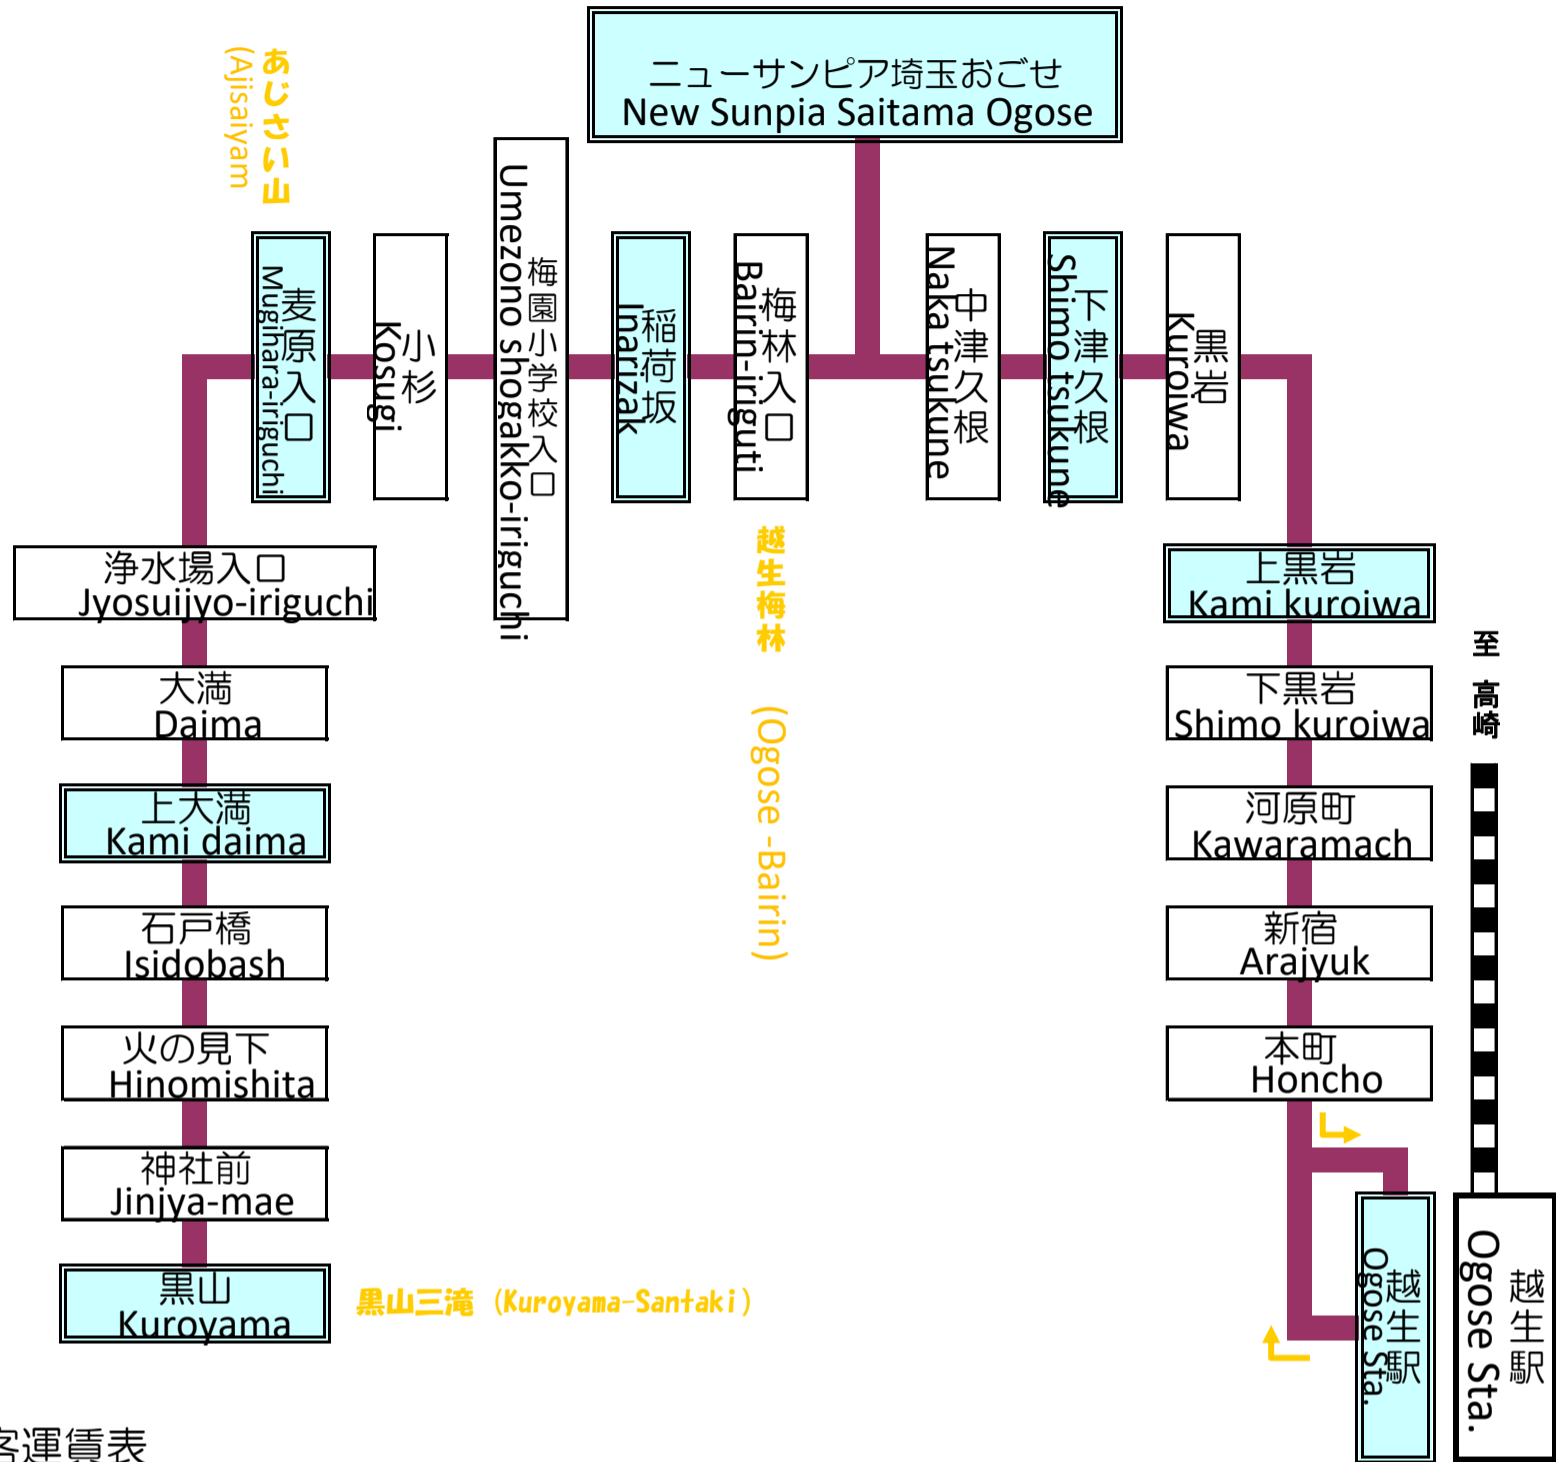 ニューサンピア埼玉おごせ
New Sunpia Saitama Ogose
あじさい山
(Ajisaiyam
麦原入口
Mugihara-iriguchi
小杉
Kosugi
梅園小学校入口
Umezono shogakko-iriguchi
稲荷坂
Inarizak
梅林入口
Bairin-iriguti
中津久根
Naka tsukune
下津久根
Shimo tsukune
黒岩
Kuroiwa
越生梅林 (Ogose -Bairin)
浄水場入口
Jyosuijyo-iriguchi
大満
Daima
上大満
Kami daima
石戸橋
Isidobash
火の見下
Hinomishita
神社前
Jinjya-mae
黒山
Kuroyama
黒山三滝 (Kuroyama-Santaki)
上黒岩
Kami kuroiwa
下黒岩
Shimo kuroiwa
河原町
Kawaramach
新宿
Arajyuk
本町
Honcho
至 高崎
越生駅
Ogose Sta.
越生駅
Ogose Sta.
客運賃表